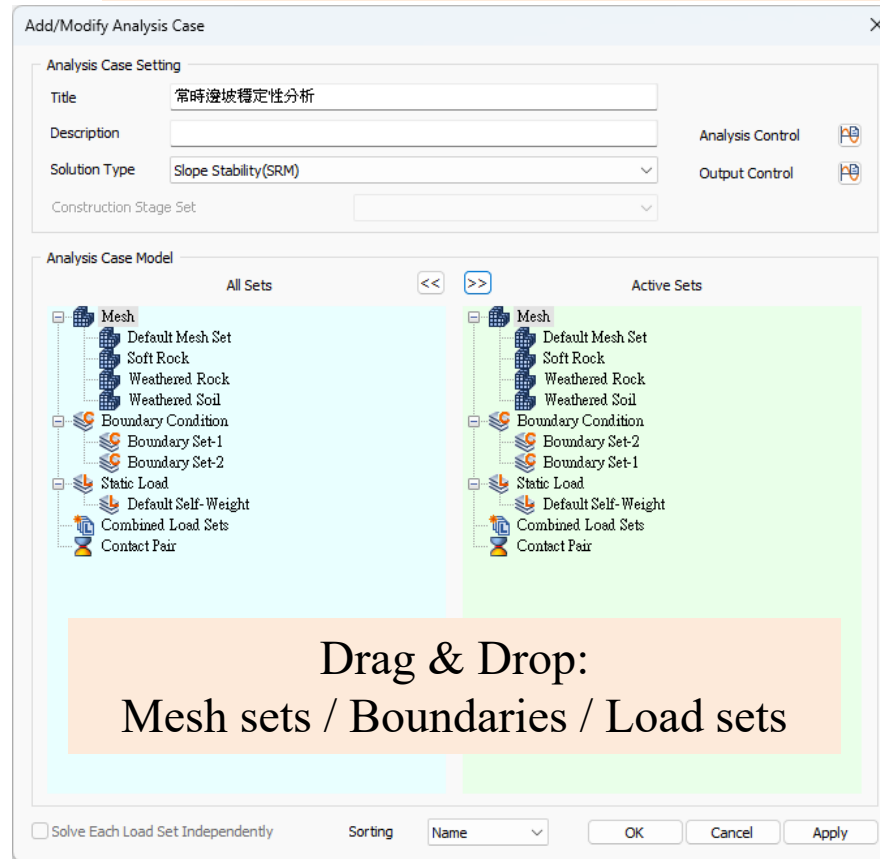 Add/Modify Analysis Case
Analysis Case Setting
Title 常時邊坡穩定性分析
Description Analysis Control
Solution Type Slope Stability(SRM) Output Control
Construction Stage Set
Analysis Case Model
All Sets << >> Active Sets
Mesh Mesh
Default Mesh Set Default Mesh Set
Soft Rock Soft Rock
Weathered Rock Weathered Rock
Weathered Soil Weathered Soil
Boundary Condition Boundary Condition
Boundary Set-1 Boundary Set-2
Boundary Set-2 Boundary Set-1
Static Load Static Load
Default Self-Weight Default Self-Weight
Combined Load Sets Combined Load Sets
Contact Pair Contact Pair
Drag & Drop:
Mesh sets / Boundaries / Load sets
Solve Each Load Set Independently Sorting Name OK Cancel Apply